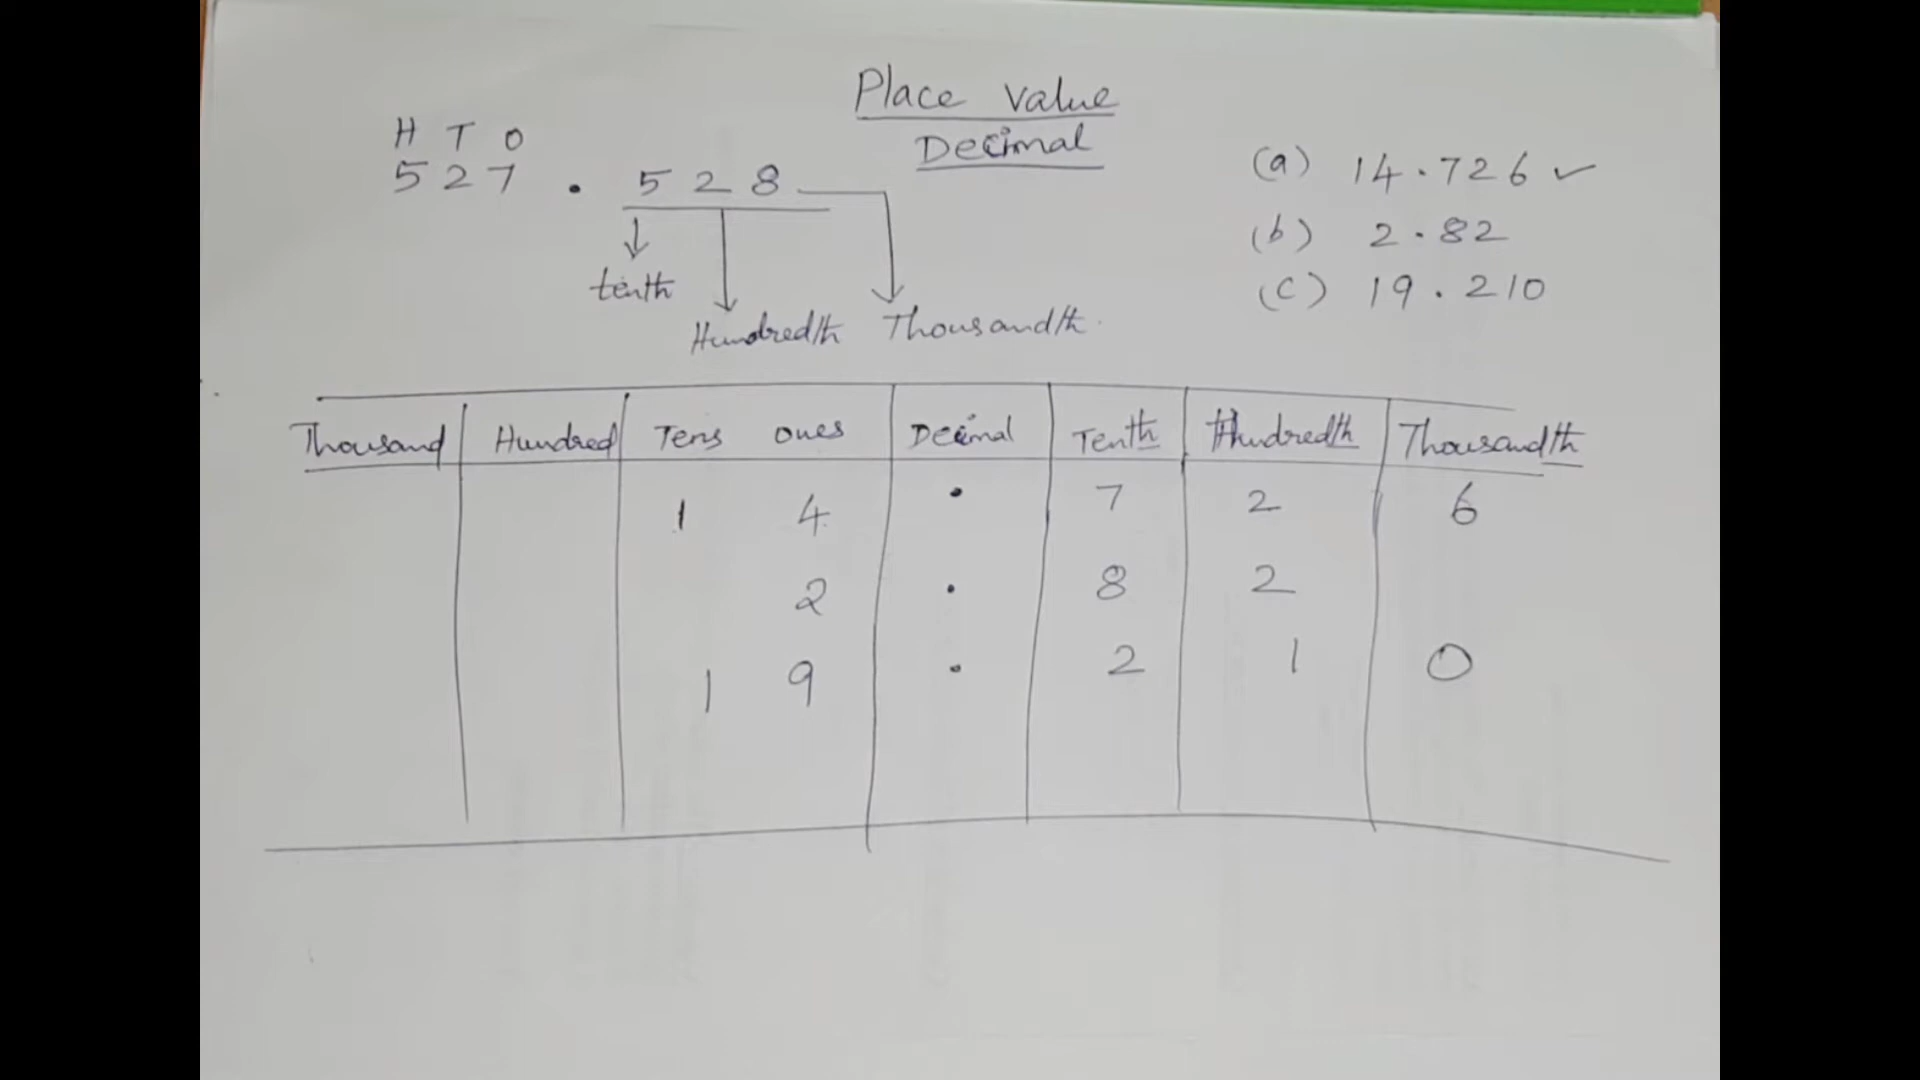 Place Value
Decimal
H T O
527 . 528
tenth
Hundredth Thousandth
(a) 14.726 ✓
(b) 2.82
(c) 19.210
Thousand Hundred Tens ones Decimal Tenth Hundredth Thousandth
1 4 . 7 2 6
2 . 8 2
1 9 . 2 1 0